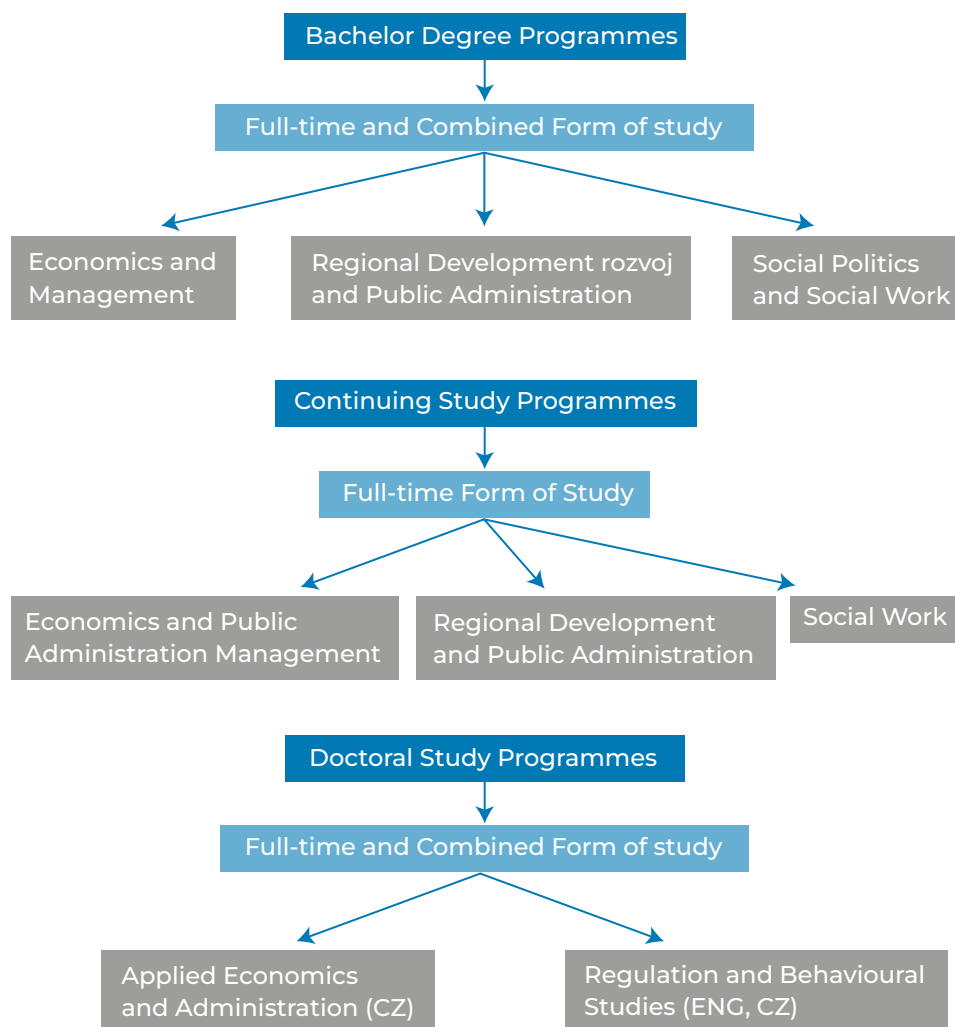 Bachelor Degree Programmes
Full-time and Combined Form of study
Economics and
Management
Regional Development rozvoj
and Public Administration
Social Politics
and Social Work
Continuing Study Programmes
Full-time Form of Study
Economics and Public
Administration Management
Regional Development
and Public Administration
Social Work
Doctoral Study Programmes
Full-time and Combined Form of study
Applied Economics
and Administration (CZ)
Regulation and Behavioural
Studies (ENG, CZ)